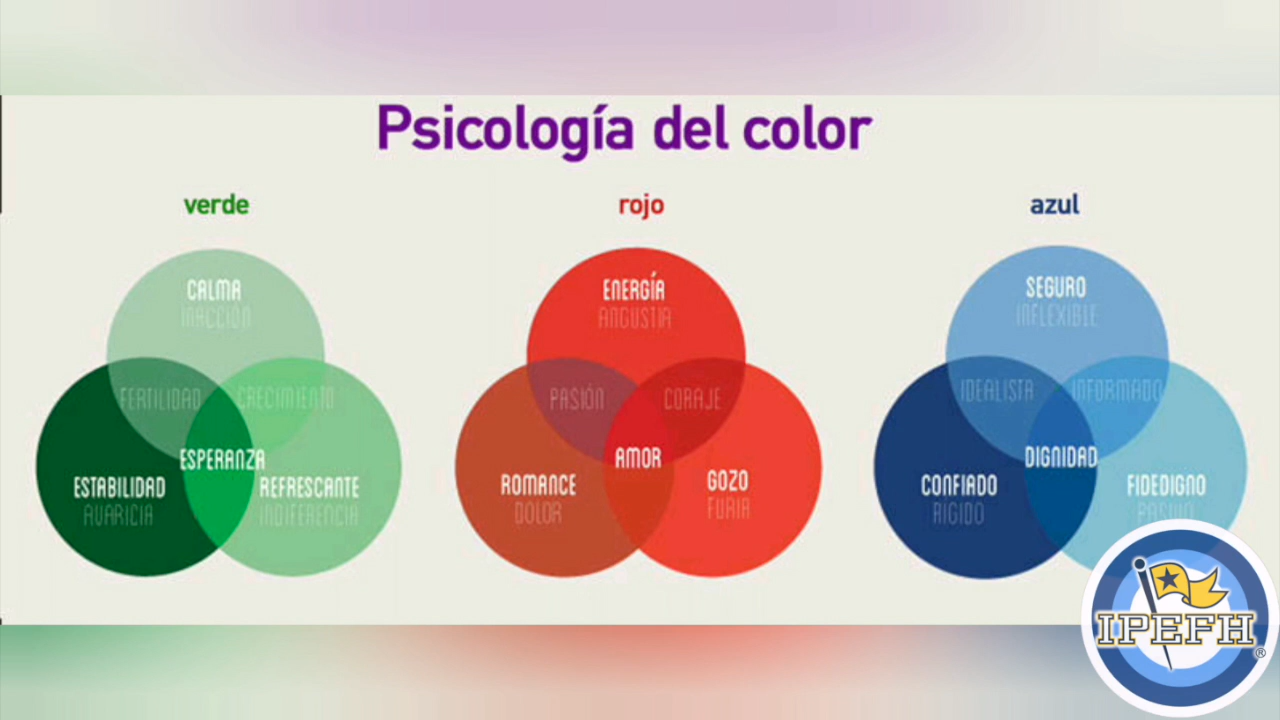 Psicología del color
verde
CALMA
INACCIÓN
FERTILIDAD
CRECIMIENTO
ESPERANZA
ESTABILIDAD
AVARICIA
REFRESCANTE
INDIFERENCIA
rojo
ENERGÍA
ANGUSTIA
PASIÓN
CORAJE
AMOR
ROMANCE
DOLOR
GOZO
FURIA
azul
SEGURO
INFLEXIBLE
IDEALISTA
INFORMADO
DIGNIDAD
CONFIADO
RIGIDO
FIDEDIGNO
PASIVO
IPEFH
®